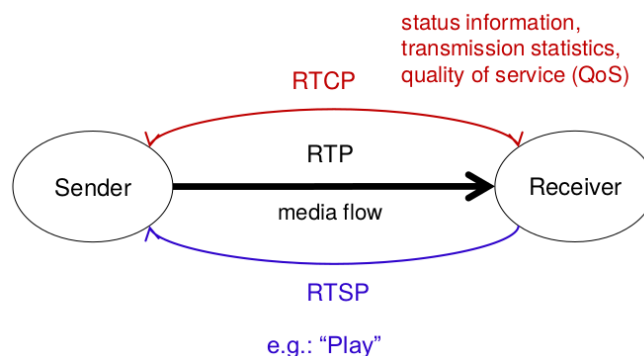 status information,
transmission statistics,
quality of service (QoS)
RTCP
RTP
Sender
Receiver
media flow
RTSP
e.g.: “Play”